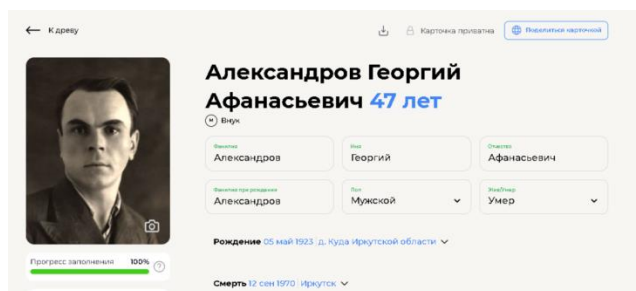 К древу
Карточка приватна
Поделиться карточкой
Александров Георгий
Афанасьевич 47 лет
М Внук
Фамилия
Александров
Имя
Георгий
Отчество
Афанасьевич
Фамилия при рождении
Александров
Пол
Мужской
Жив/Умер
Умер
Рождение 05 май 1923 д. Куда Иркутской области
Прогресс заполнения 100% ?
Смерть 12 сен 1970 Иркутск